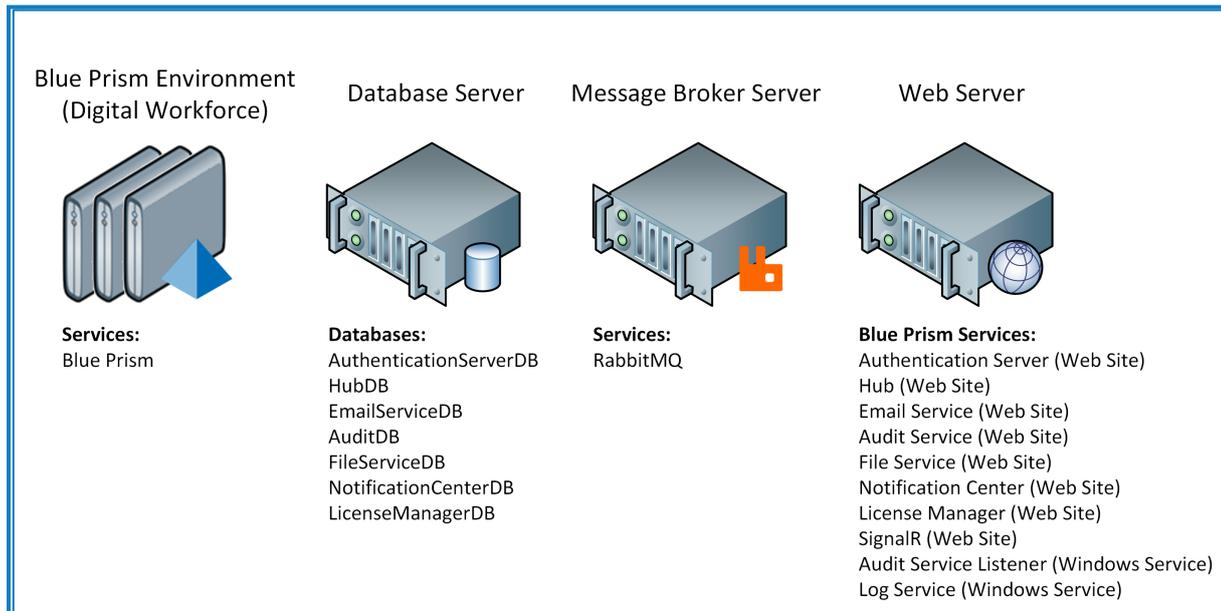 Blue Prism Environment
(Digital Workforce)
Services:
Blue Prism
Database Server
Databases:
AuthenticationServerDB
HubDB
EmailServiceDB
AuditDB
FileServiceDB
NotificationCenterDB
LicenseManagerDB
Message Broker Server
Services:
RabbitMQ
Web Server
Blue Prism Services:
Authentication Server (Web Site)
Hub (Web Site)
Email Service (Web Site)
Audit Service (Web Site)
File Service (Web Site)
Notification Center (Web Site)
License Manager (Web Site)
SignalR (Web Site)
Audit Service Listener (Windows Service)
Log Service (Windows Service)